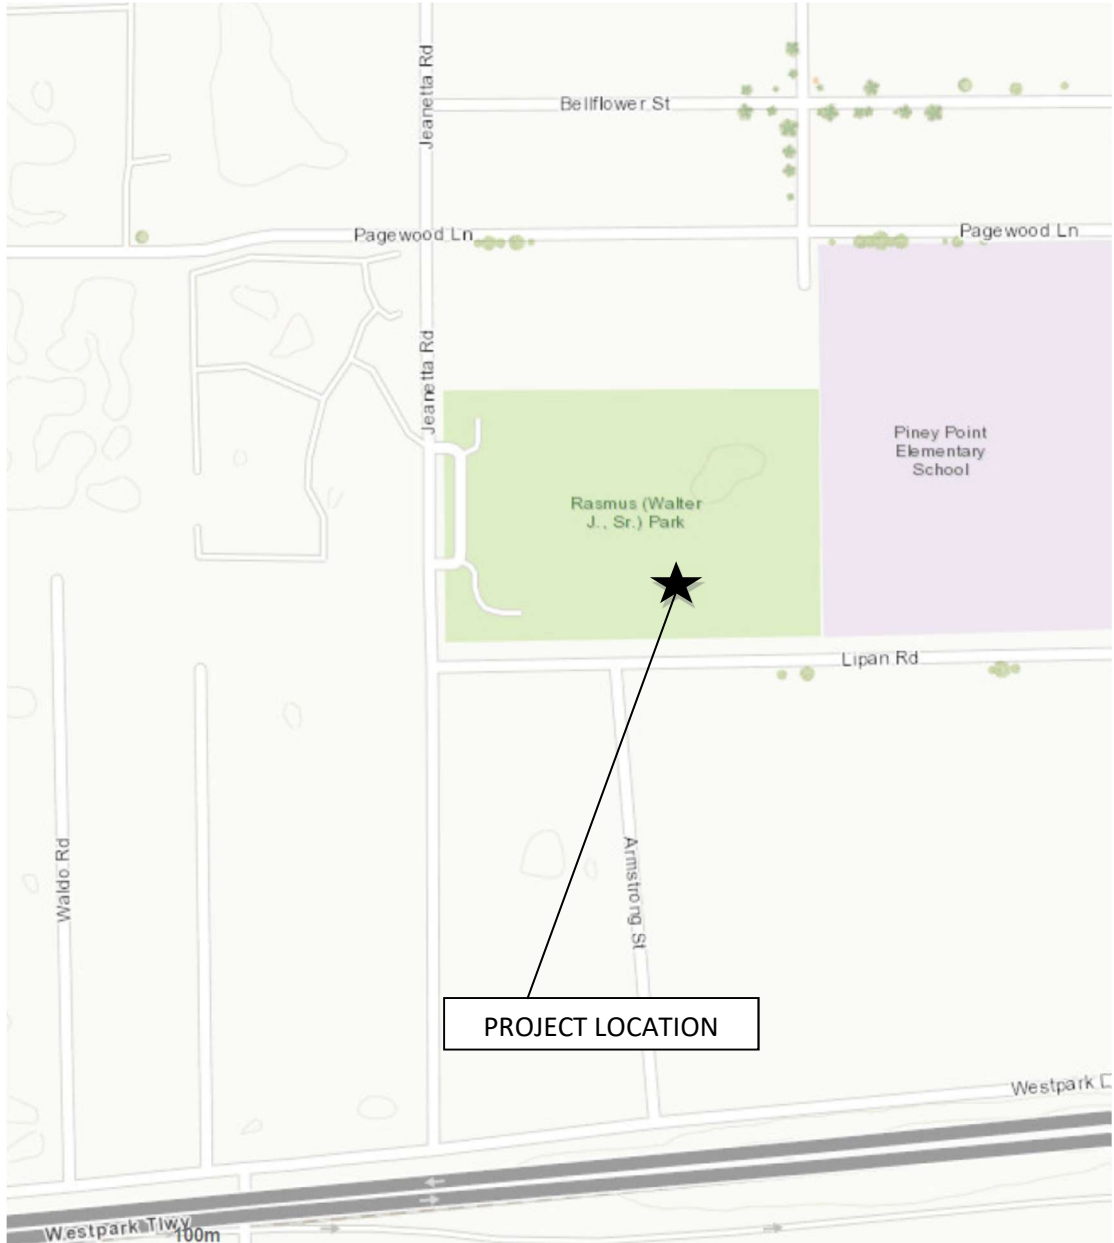 Jeanetta Rd
Bellflower St
Pagewood Ln
Pagewood Ln
Jeanetta Rd
Piney Point
Elementary
School
Rasmus (Walter
J., Sr.) Park
Lipan Rd
Waldo Rd
Armstrong St
PROJECT LOCATION
Westpark
Westpark Tlwy
100m